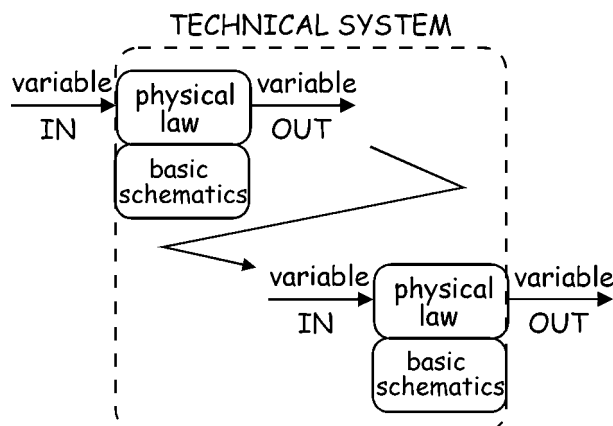 TECHNICAL SYSTEM
variable
IN
physical
law
variable
OUT
basic
schematics
variable
IN
physical
law
variable
OUT
basic
schematics